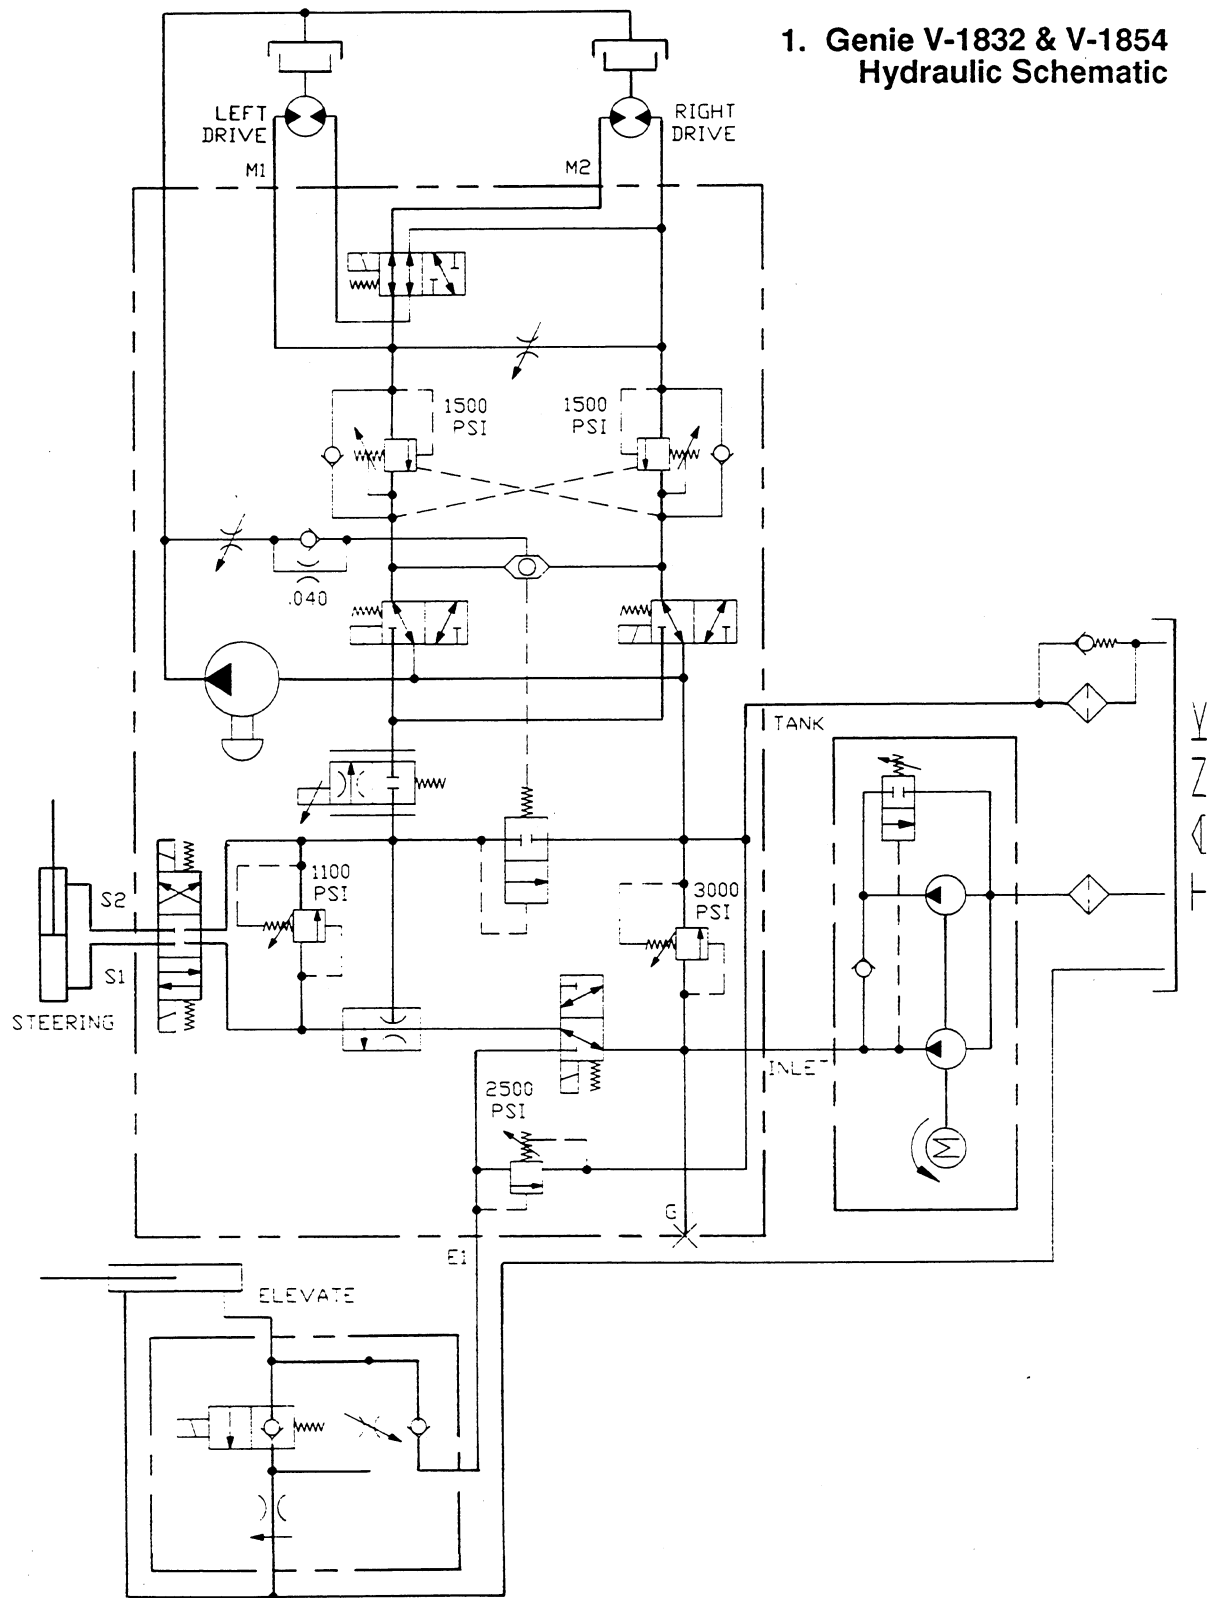 1. Genie V-1832 & V-1854
Hydraulic Schematic
LEFT
DRIVE
RIGHT
DRIVE
M1
M2
1500
PSI
1500
PSI
.040
TANK
1100
PSI
3000
PSI
S2
S1
STEERING
INLET
2500
PSI
M
G
E1
ELEVATE
TANK